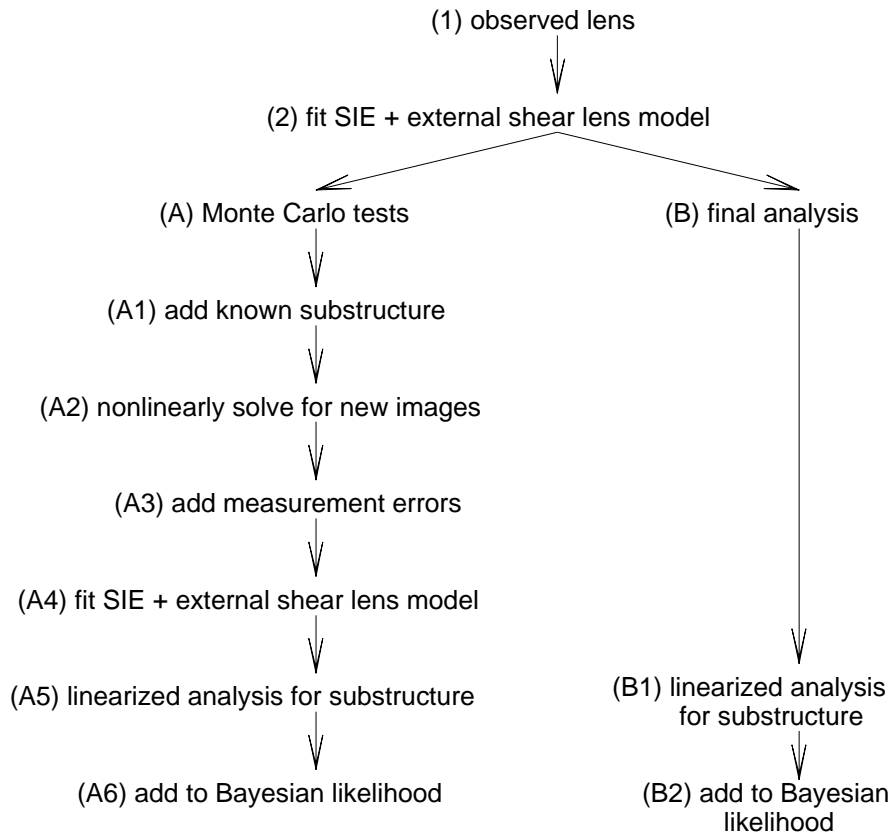 (1) observed lens
(2) fit SIE + external shear lens model
(A) Monte Carlo tests
(B) final analysis
(A1) add known substructure
(A2) nonlinearly solve for new images
(A3) add measurement errors
(A4) fit SIE + external shear lens model
(A5) linearized analysis for substructure
(B1) linearized analysis
for substructure
(A6) add to Bayesian likelihood
(B2) add to Bayesian
likelihood